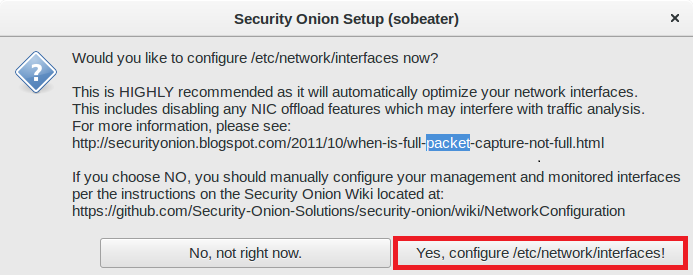 Security Onion Setup (sobeater)
Would you like to configure /etc/network/interfaces now?
This is HIGHLY recommended as it will automatically optimize your network interfaces.
This includes disabling any NIC offload features which may interfere with traffic analysis.
For more information, please see:
http://securityonion.blogspot.com/2011/10/when-is-full-packet-capture-not-full.html
.
If you choose NO, you should manually configure your management and monitored interfaces
per the instructions on the Security Onion Wiki located at:
https://github.com/Security-Onion-Solutions/security-onion/wiki/NetworkConfiguration
No, not right now.
Yes, configure /etc/network/interfaces!